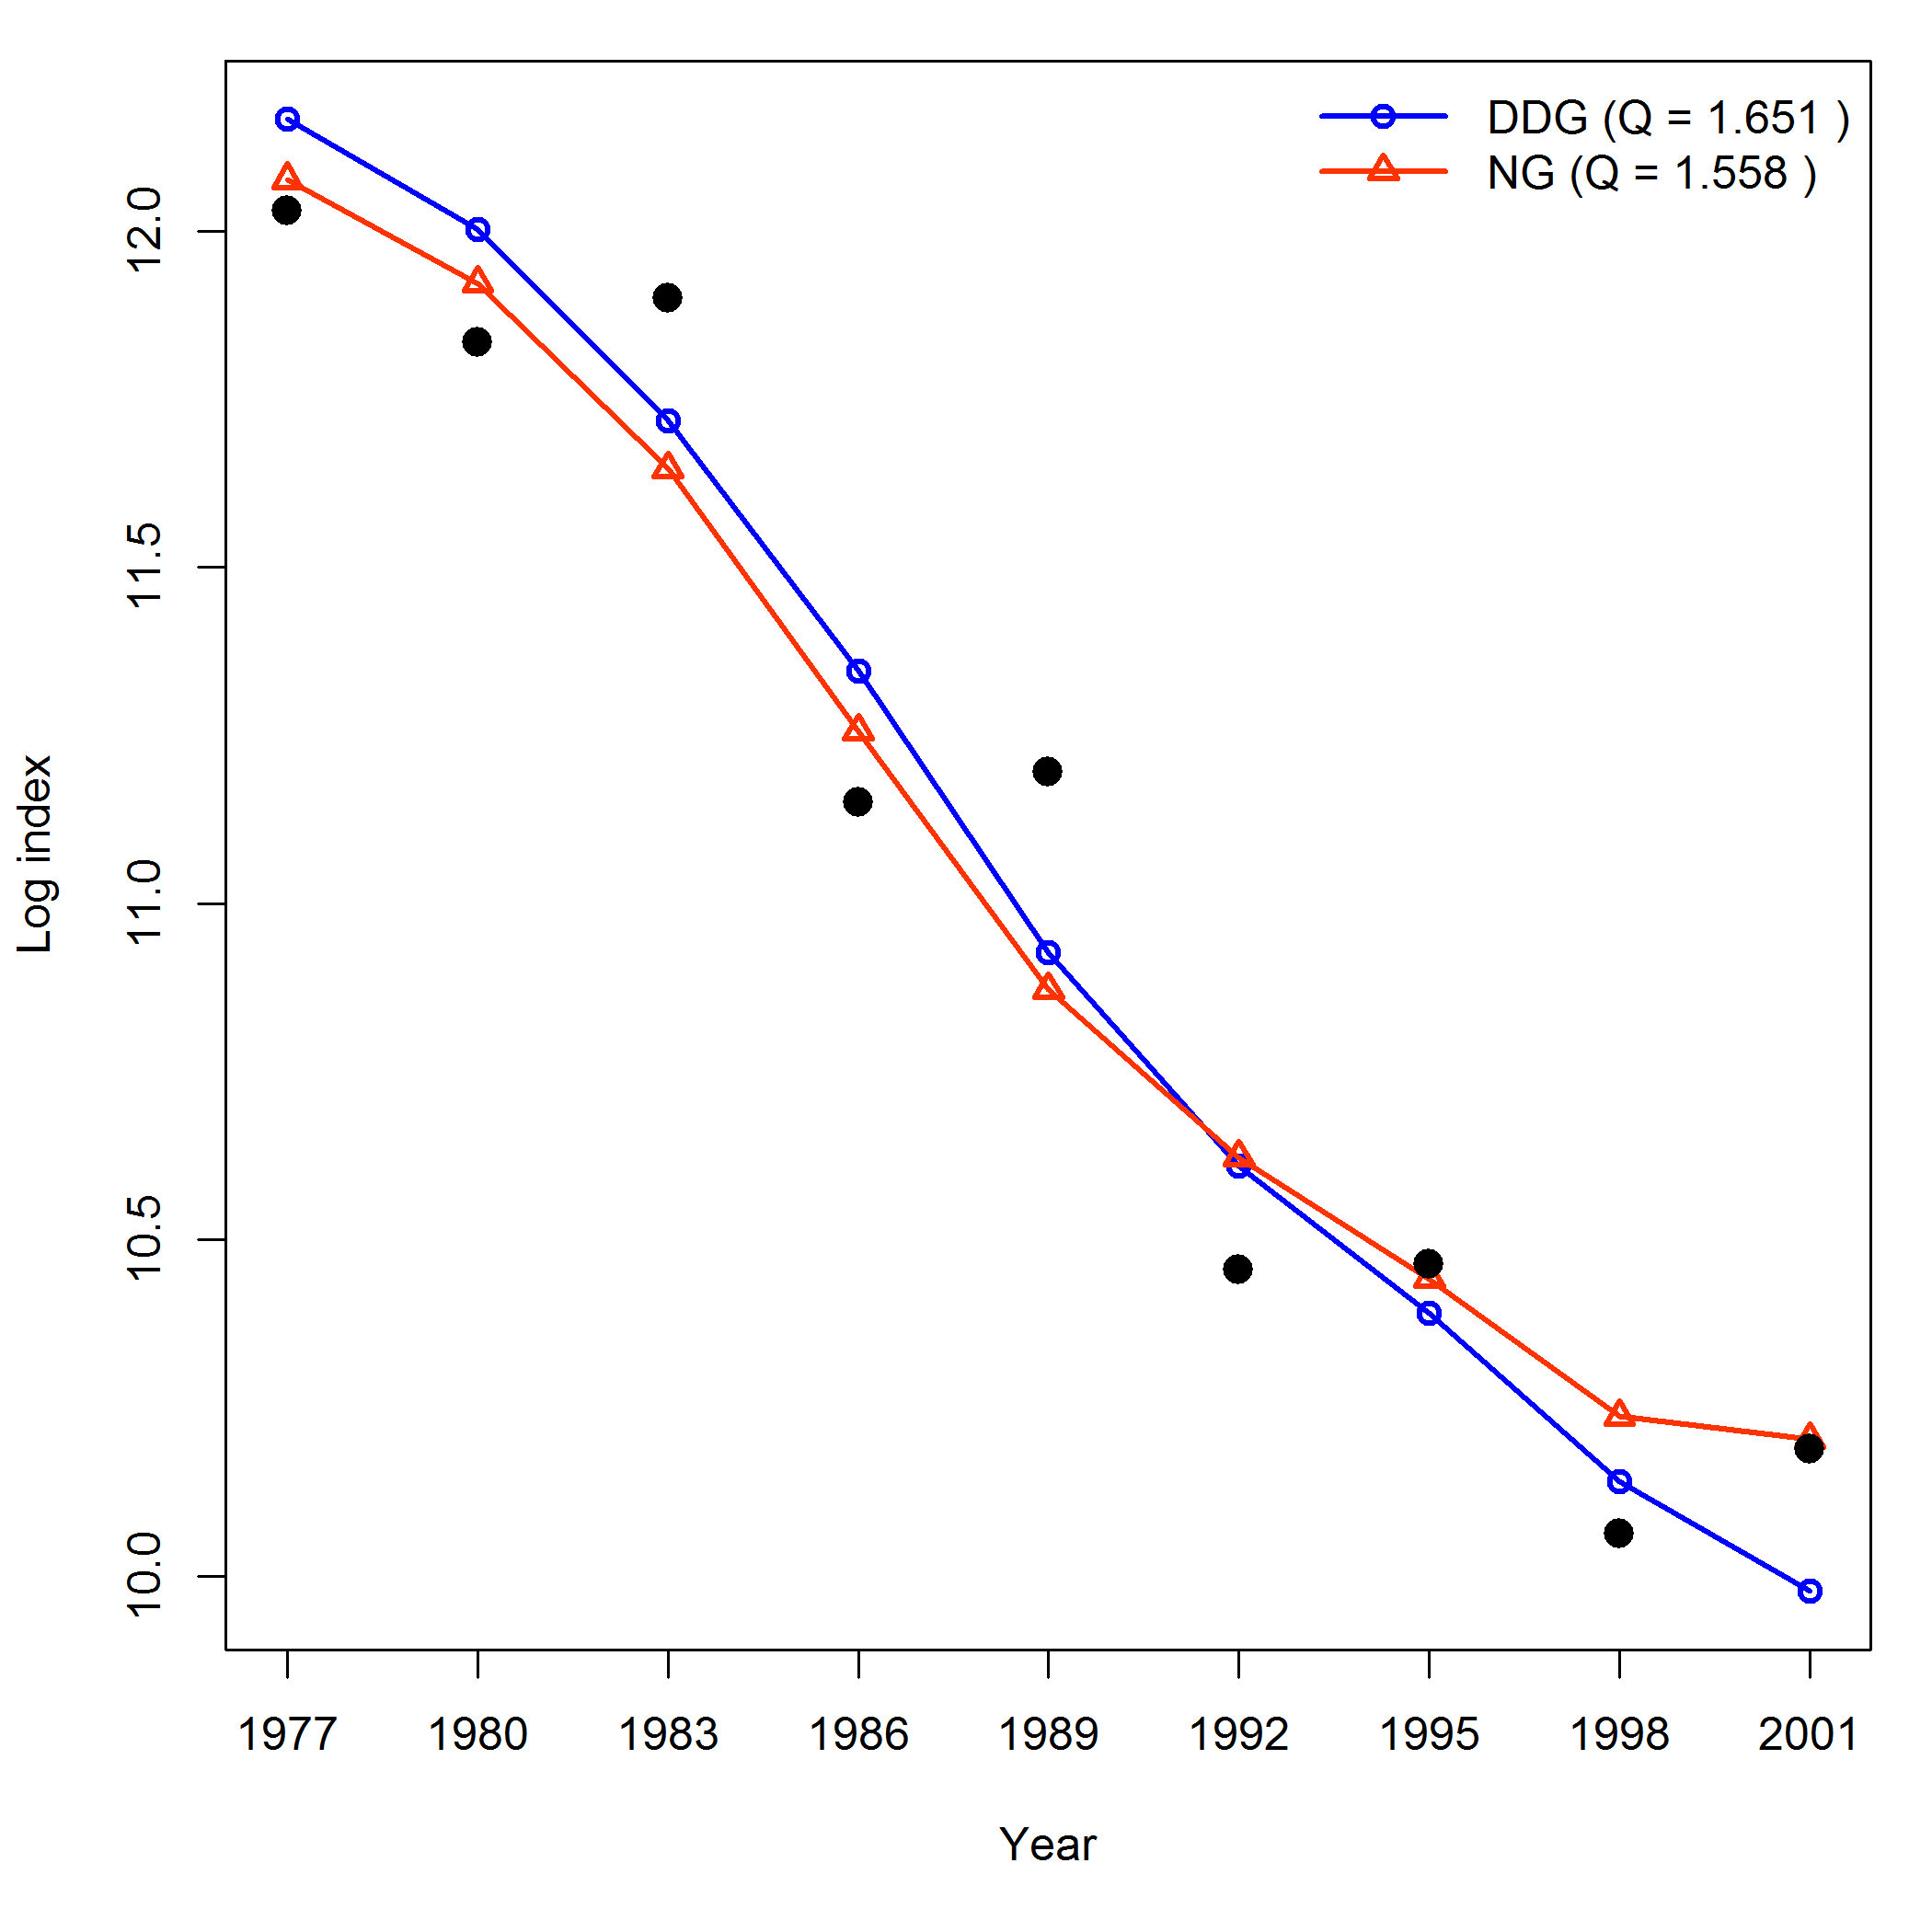 DDG (Q = 1.651 )
NG (Q = 1.558 )
12.0
11.5
11.0
10.5
10.0
Log index
1977 1980 1983 1986 1989 1992 1995 1998 2001
Year